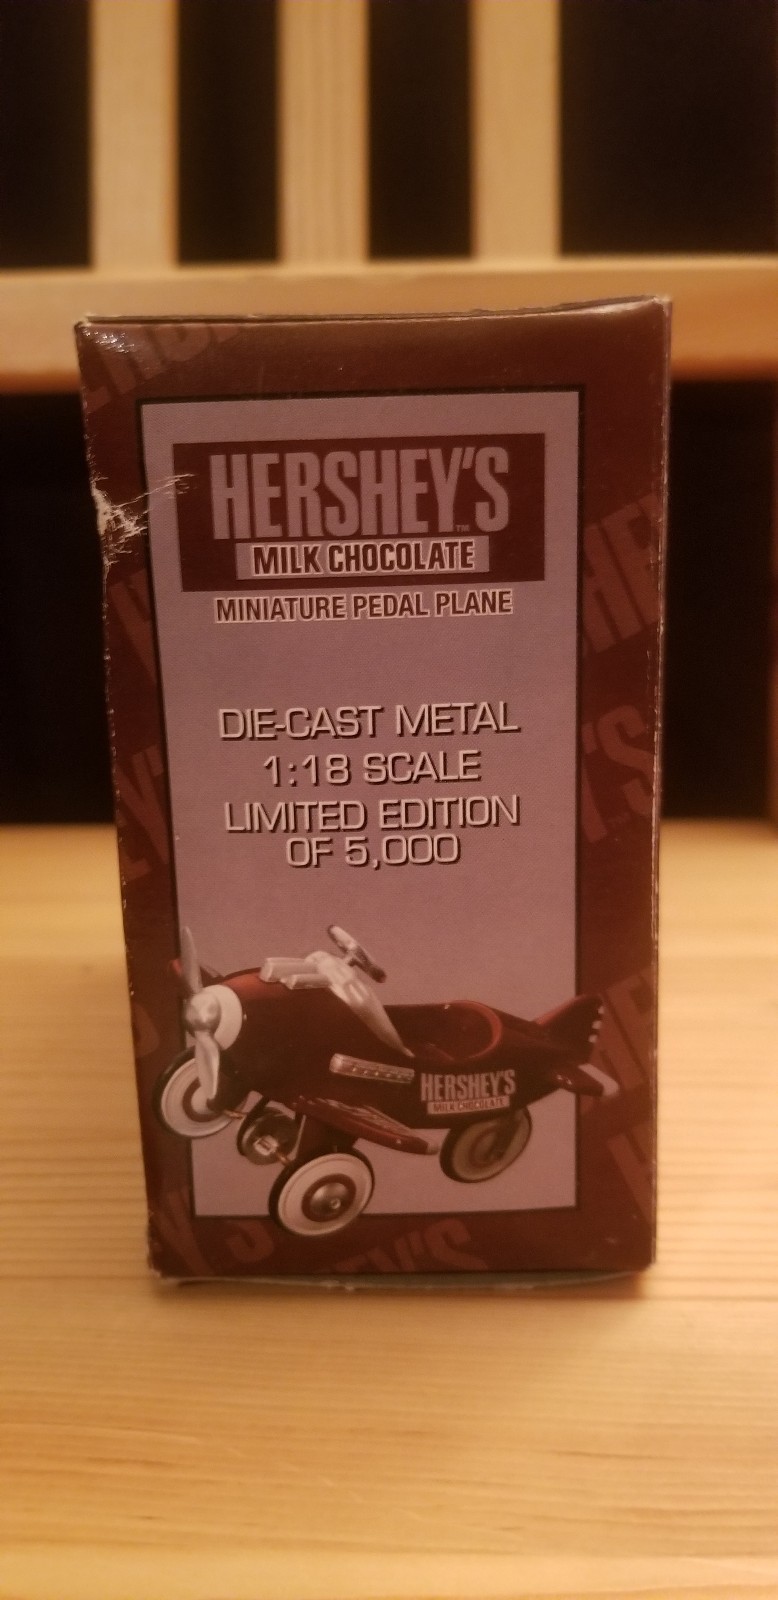 HERSHEY'S
™
MILK CHOCOLATE
MINIATURE PEDAL PLANE
DIE-CAST METAL
1:18 SCALE
LIMITED EDITION
OF 5,000
HERSHEY'S
MILK CHOCOLATE